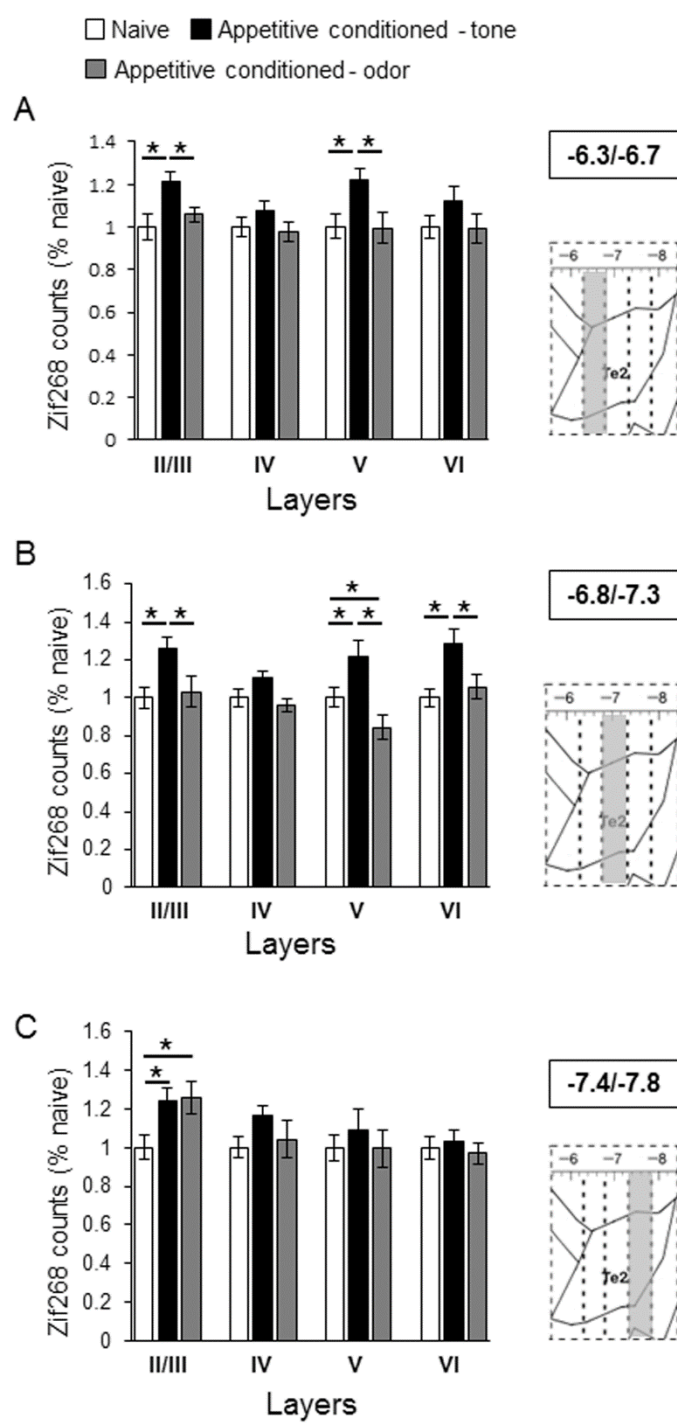 Naive Appetitive conditioned - tone
Appetitive conditioned - odor
A
Zif268 counts (% naive)
1.4
1.2
1
0.8
0.6
0.4
0.2
0
* * * *
II/III IV V VI
Layers
-6.3/-6.7
-6 -7 -8
Te2
B
Zif268 counts (% naive)
1.6
1.4
1.2
1
0.8
0.6
0.4
0.2
0
*
* * * * * *
II/III IV V VI
Layers
-6.8/-7.3
-6 -7 -8
Te2
C
Zif268 counts (% naive)
1.6
1.4
1.2
1
0.8
0.6
0.4
0.2
0
*
*
II/III IV V VI
Layers
-7.4/-7.8
-6 -7 -8
Te2